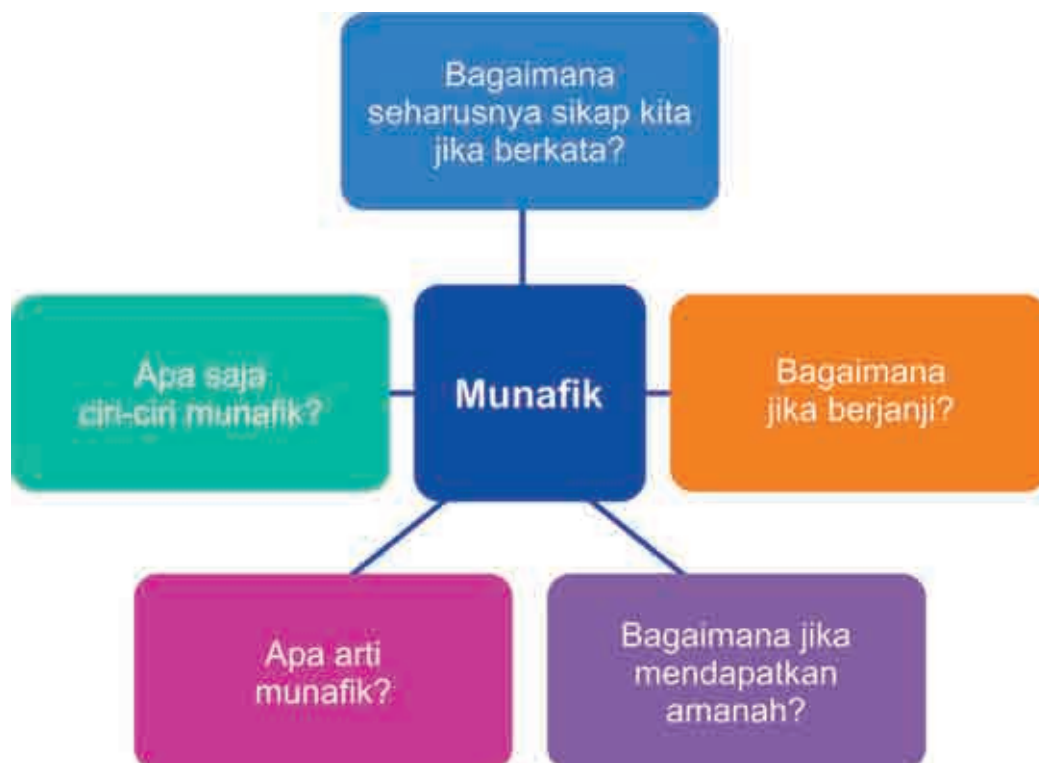 Bagaimana
seharusnya sikap kita
jika berkata?
Apa saja
ciri-ciri munafik?
Munafik
Bagaimana
jika berjanji?
Apa arti
munafik?
Bagaimana jika
mendapatkan
amanah?